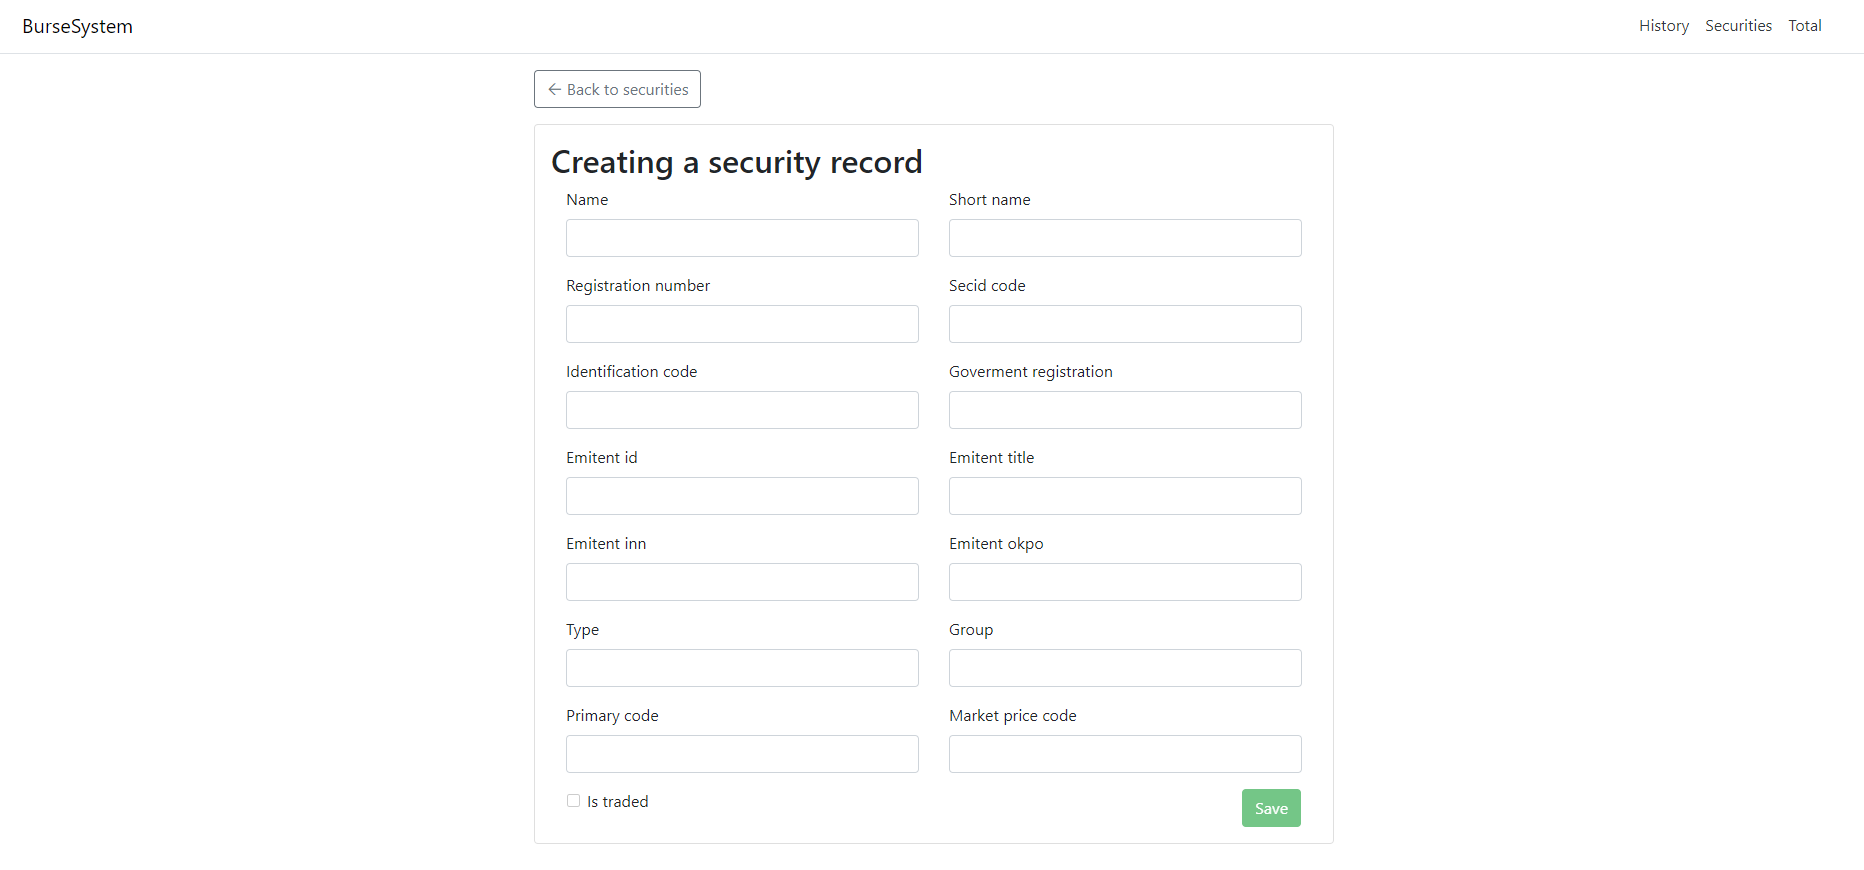 BurseSystem
History Securities Total
← Back to securities
Creating a security record
Name Short name
Registration number Secid code
Identification code Goverment registration
Emitent id Emitent title
Emitent inn Emitent okpo
Type Group
Primary code Market price code
Is traded Save